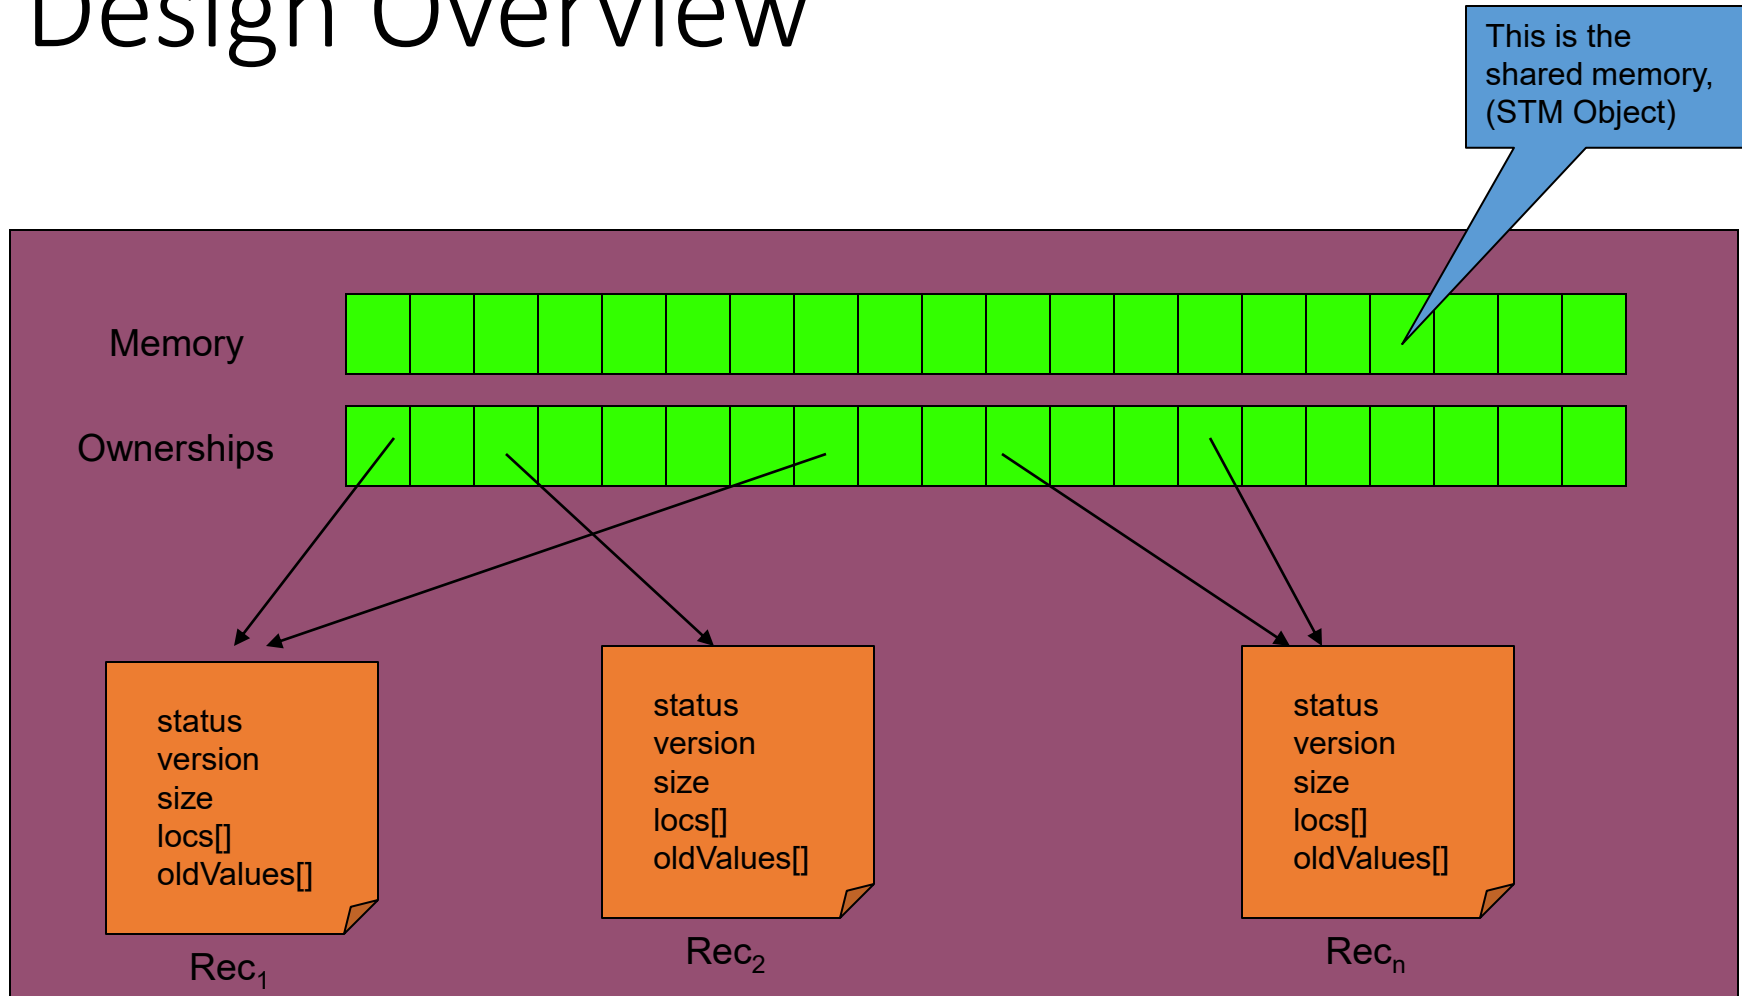 Design Overview
This is the
shared memory,
(STM Object)
Memory
Ownerships
status
version
size
locs[]
oldValues[]
Rec₁
status
version
size
locs[]
oldValues[]
Rec₂
status
version
size
locs[]
oldValues[]
Recₙ